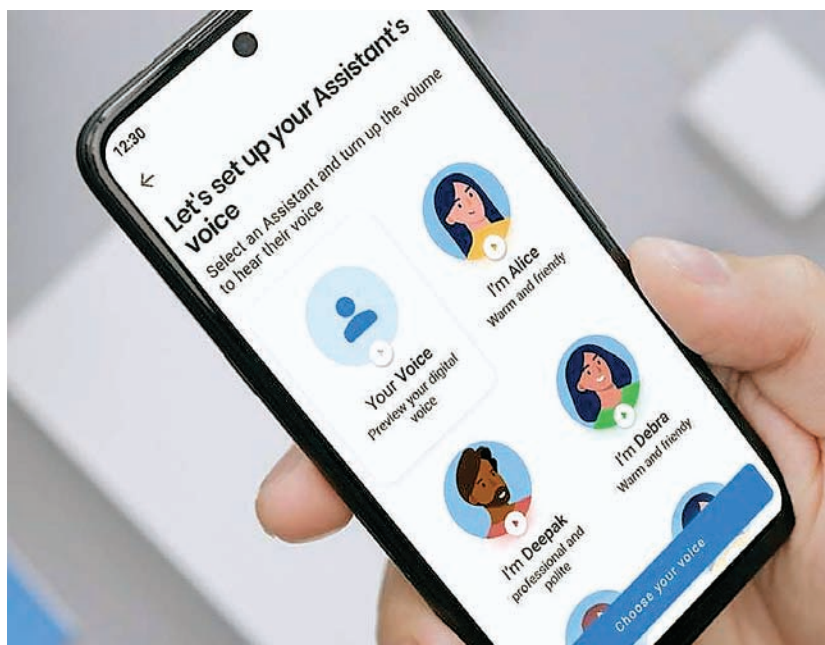 12:30
Let's set up your Assistant's
voice
Select an Assistant and turn up the volume
to hear their voice
Your Voice
Preview your digital
voice
I'm Alice
Warm and friendy
I'm Deepak
professional and
polite
I'm Debra
Warm and friendy
Choose your voice